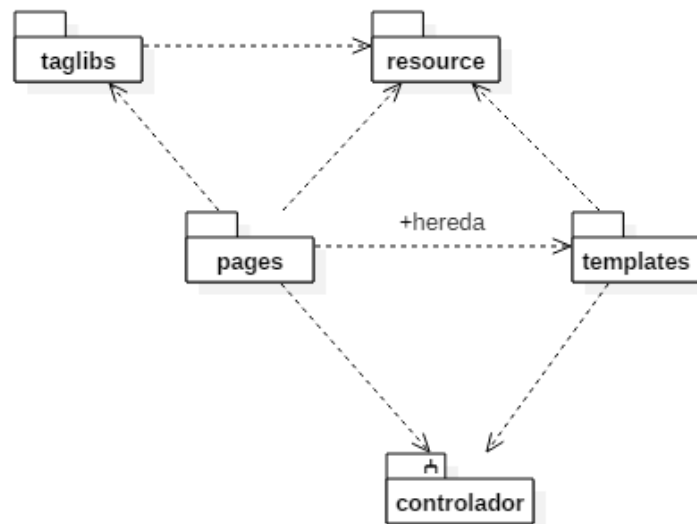 taglibs
resource
+hereda
pages
templates
controlador